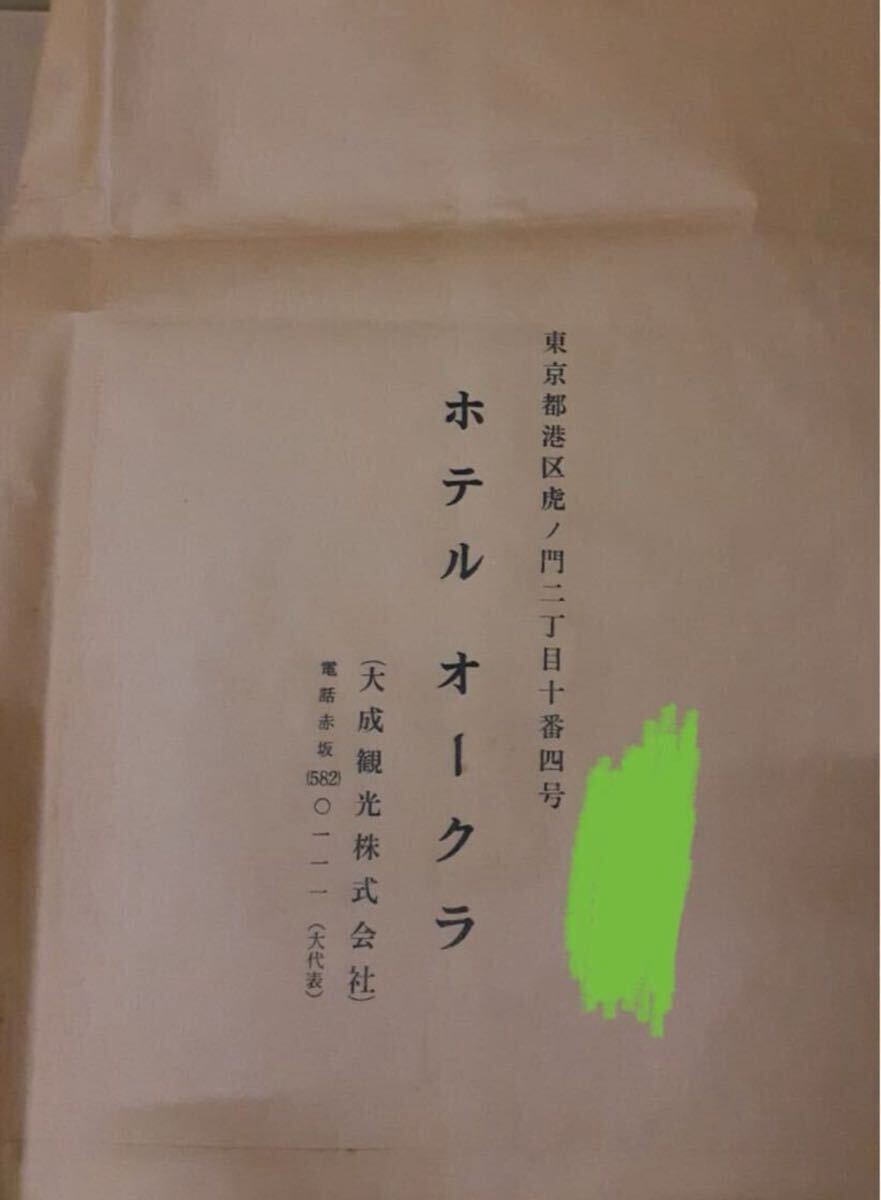 東京都港区虎ノ門二丁目十番四号
ホテルオークラ
(大成観光株式会社)
電話赤坂(582)〇一一一(大代表)